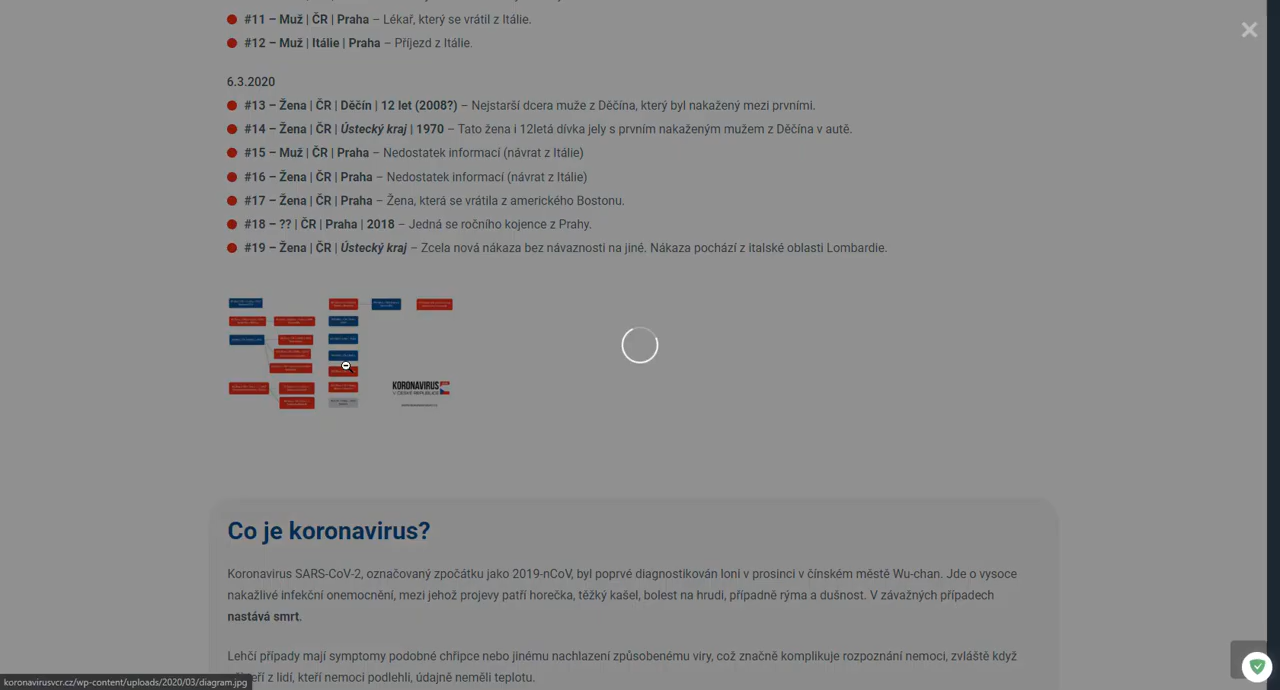 #11 – Muž | ČR | Praha – Lékař, který se vrátil z Itálie.
#12 – Muž | Itálie | Praha – Příjezd z Itálie.
6.3.2020
#13 – Žena | ČR | Děčín | 12 let (2008?) – Nejstarší dcera muže z Děčína, který byl nakažený mezi prvními.
#14 – Žena | ČR | Ústecký kraj | 1970 – Tato žena i 12letá dívka jely s prvním nakaženým mužem z Děčína v autě.
#15 – Muž | ČR | Praha – Nedostatek informací (návrat z Itálie)
#16 – Žena | ČR | Praha – Nedostatek informací (návrat z Itálie)
#17 – Žena | ČR | Praha – Žena, která se vrátila z amerického Bostonu.
#18 – ?? | ČR | Praha | 2018 – Jedná se ročního kojence z Prahy.
#19 – Žena | ČR | Ústecký kraj – Zcela nová nákaza bez návaznosti na jiné. Nákaza pochází z italské oblasti Lombardie.
KORONAVIRUS
Co je koronavirus?
Koronavirus SARS-CoV-2, označovaný zpočátku jako 2019-nCoV, byl poprvé diagnostikován loni v prosinci v čínském městě Wu-chan. Jde o vysoce
nakažlivé infekční onemocnění, mezi jehož projevy patří horečka, těžký kašel, bolest na hrudi, případně rýma a dušnost. V závažných případech
nastává smrt.
Lehčí případy mají symptomy podobné chřipce nebo jinému nachlazení způsobenému viry, což značně komplikuje rozpoznání nemoci, zvláště když
z lidí, kteří nemoci podlehli, údajně neměli teplotu.
koronavirusvcr.cz/wp-content/uploads/2020/03/diagram.jpg